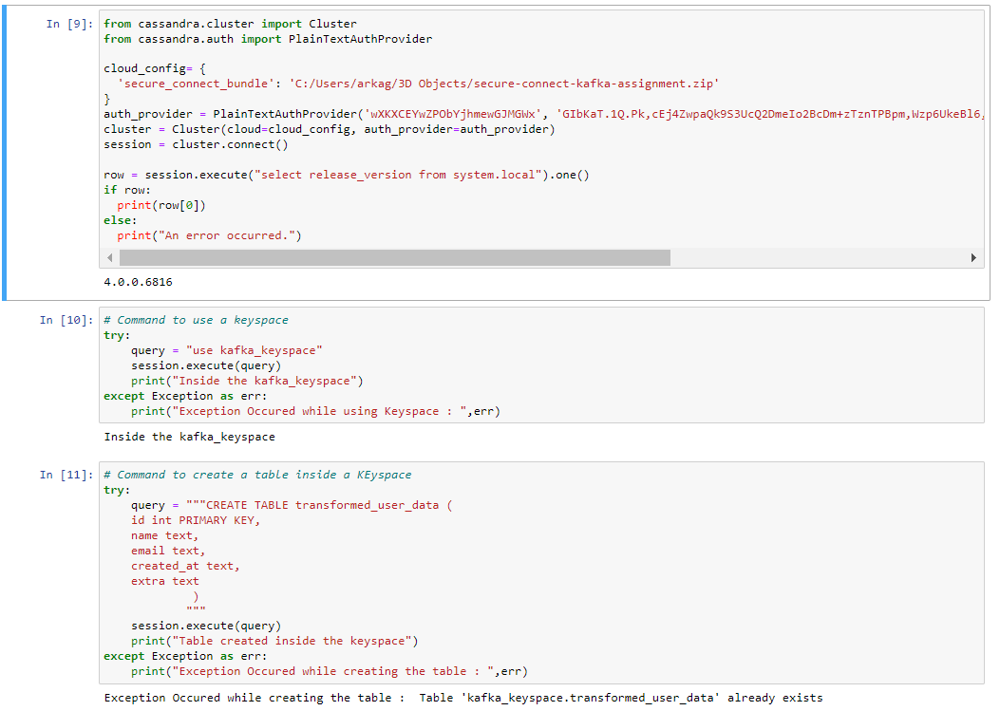 In [9]: from cassandra.cluster import Cluster
from cassandra.auth import PlainTextAuthProvider
cloud_config= {
'secure_connect_bundle': 'C:/Users/arkag/3D Objects/secure-connect-kafka-assignment.zip'
}
auth_provider = PlainTextAuthProvider('wXKXCEYwZPObYjhmewGJMGWx', 'GIbKaT.1Q.Pk,cEj4ZwpaQk9S3UcQ2DmeIo2BcDm+zTznTPBpm,Wzp6UkeBl6,
cluster = Cluster(cloud=cloud_config, auth_provider=auth_provider)
session = cluster.connect()
row = session.execute("select release_version from system.local").one()
if row:
print(row[0])
else:
print("An error occurred.")
4.0.0.6816
In [10]: # Command to use a keyspace
try:
query = "use kafka_keyspace"
session.execute(query)
print("Inside the kafka_keyspace")
except Exception as err:
print("Exception Occured while using Keyspace : ",err)
Inside the kafka_keyspace
In [11]: # Command to create a table inside a KEyspace
try:
query = """CREATE TABLE transformed_user_data (
id int PRIMARY KEY,
name text,
email text,
created_at text,
extra text
)
"""
session.execute(query)
print("Table created inside the keyspace")
except Exception as err:
print("Exception Occured while creating the table : ",err)
Exception Occured while creating the table :  Table 'kafka_keyspace.transformed_user_data' already exists